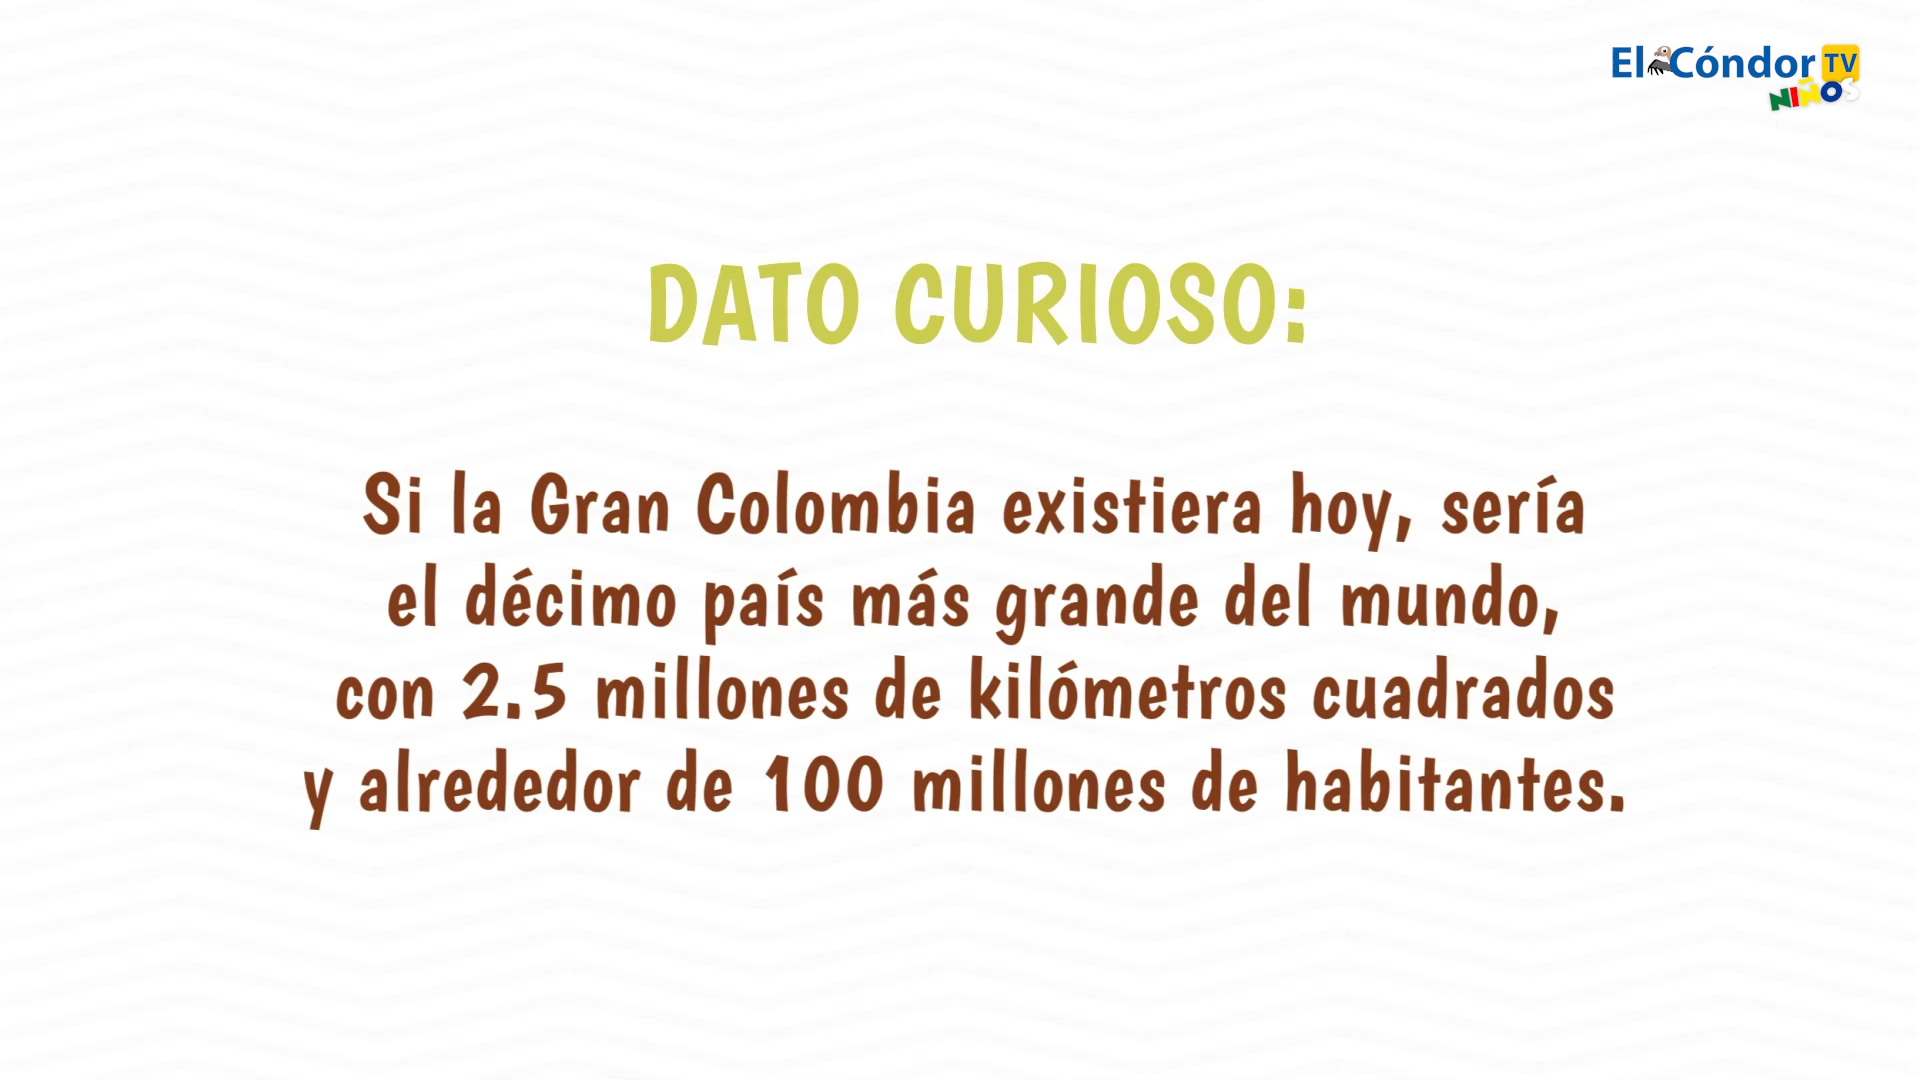 El Cóndor TV
NIÑOS
DATO CURIOSO:
Si la Gran Colombia existiera hoy, sería
el décimo país más grande del mundo,
con 2.5 millones de kilómetros cuadrados
y alrededor de 100 millones de habitantes.